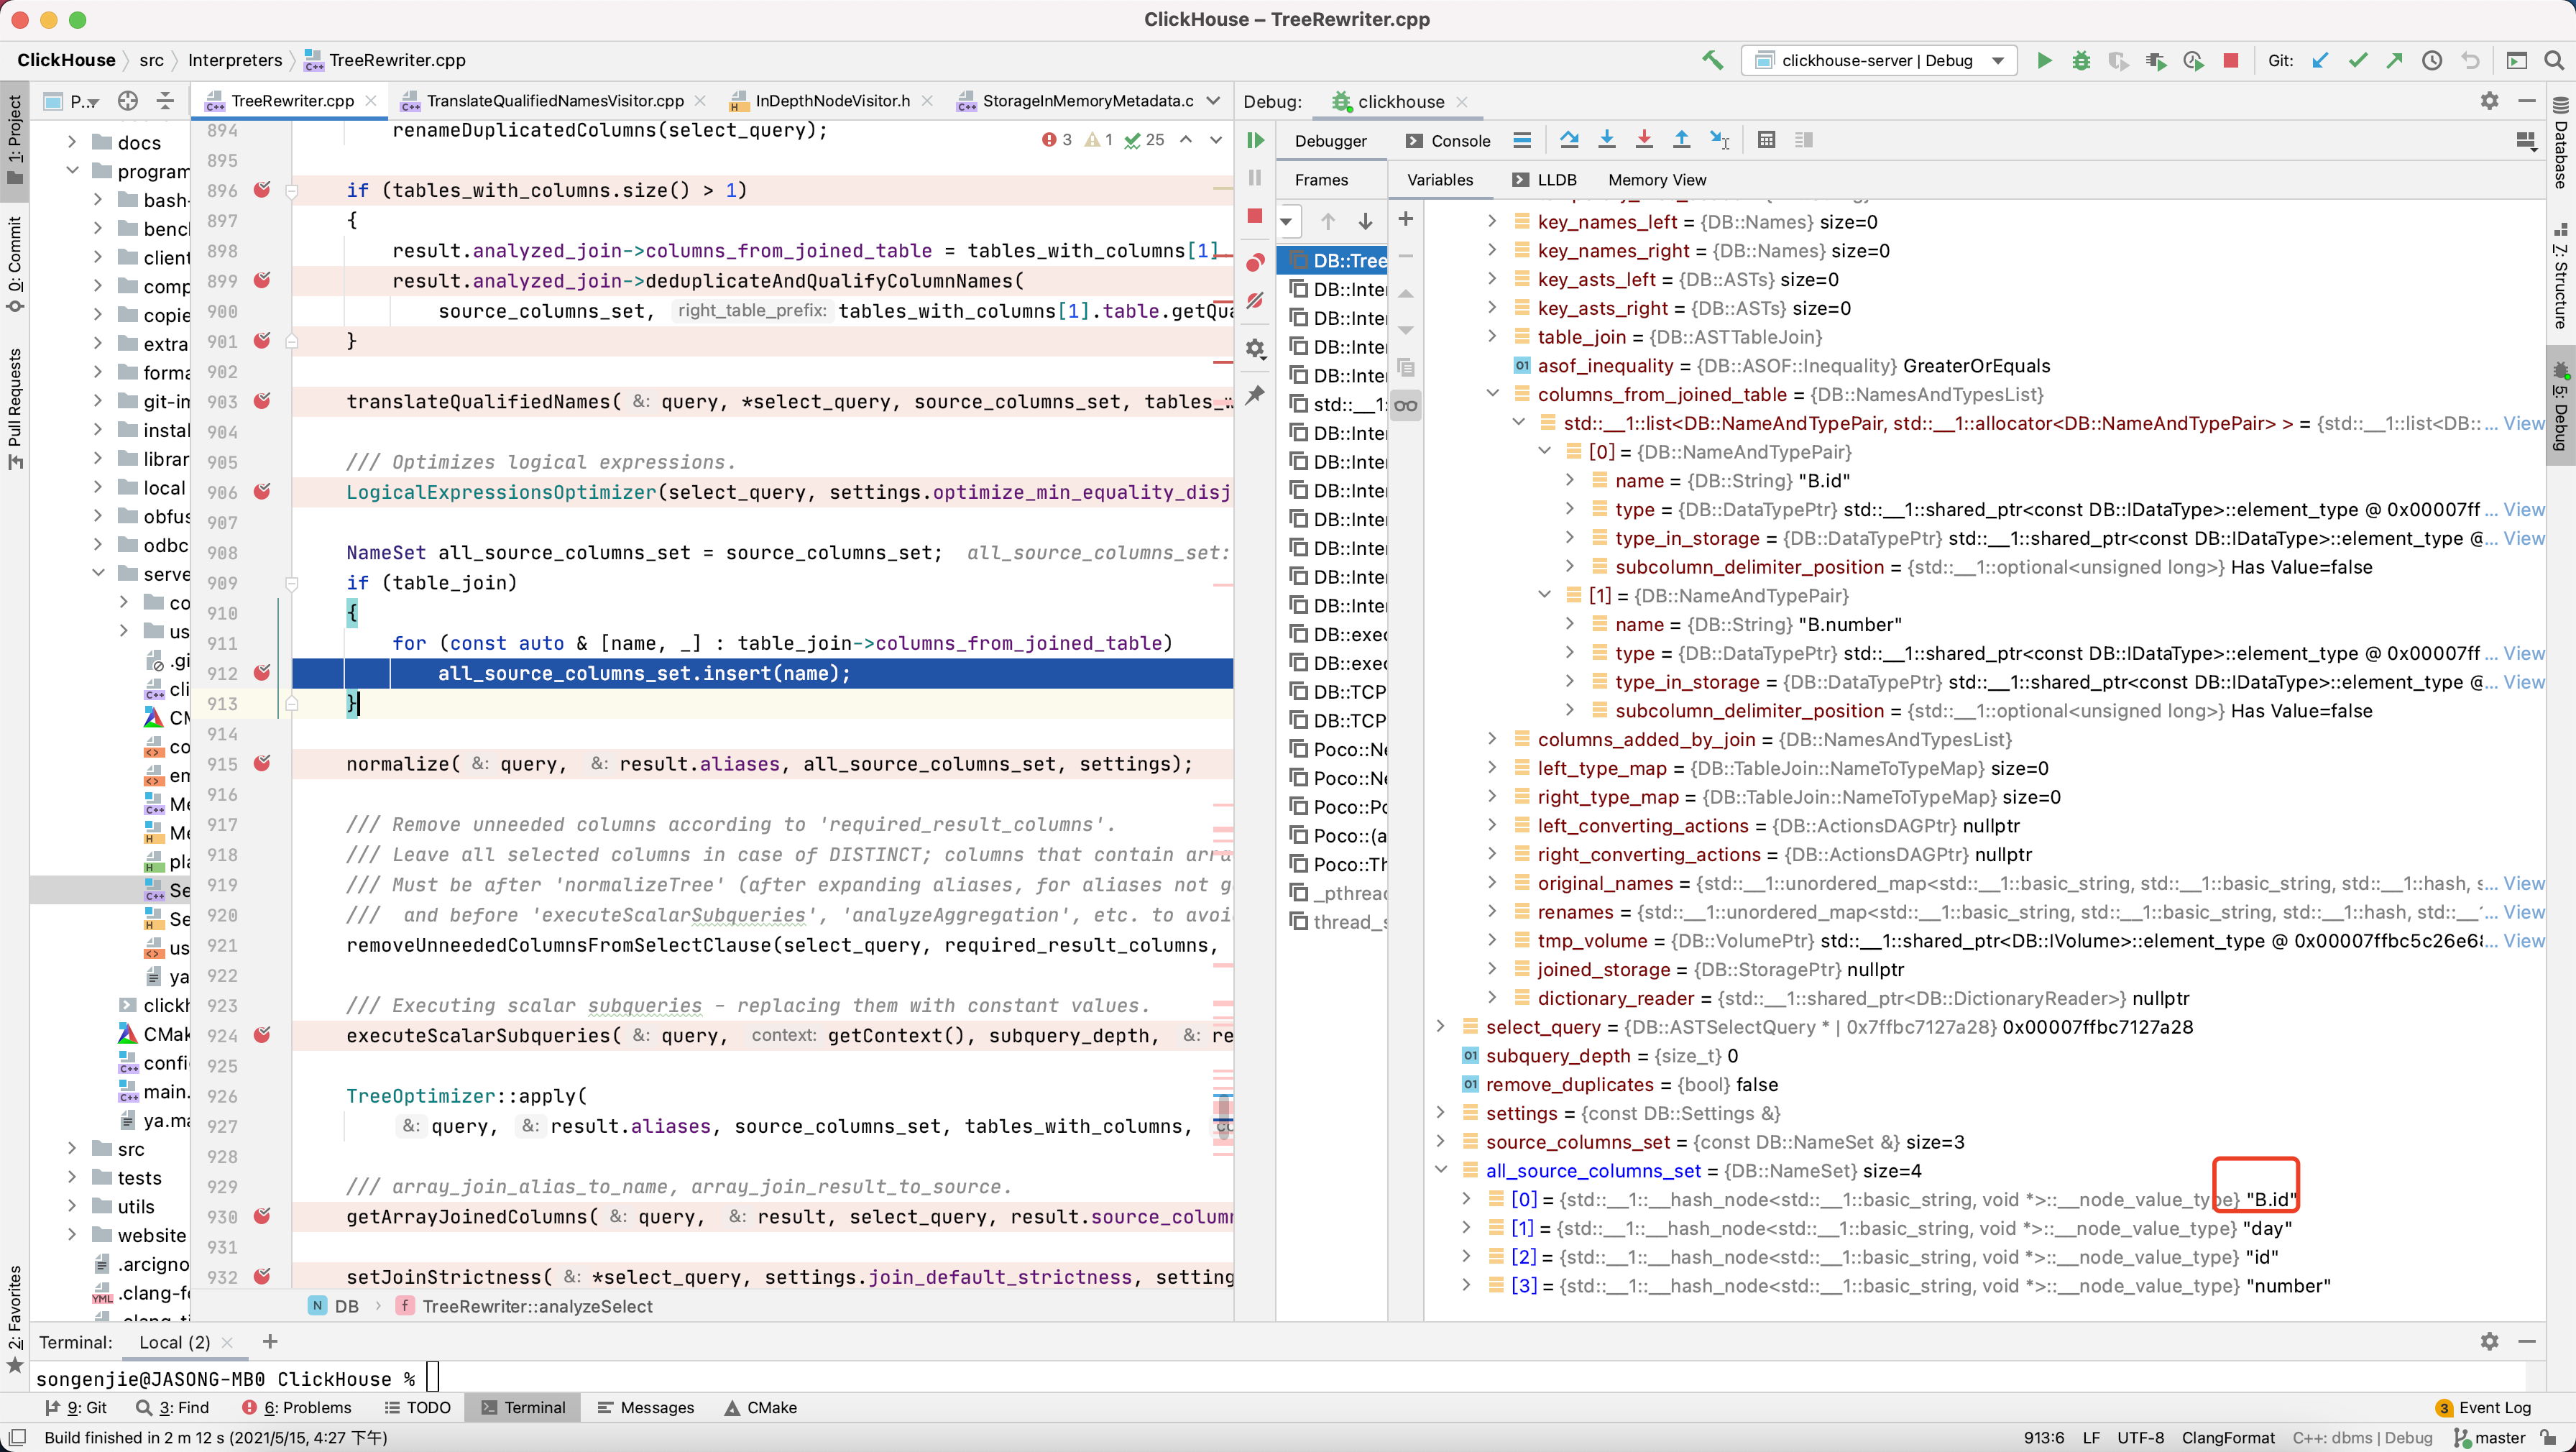 ClickHouse – TreeRewriter.cpp
ClickHouse src Interpreters TreeRewriter.cpp
clickhouse-server | Debug
Git:
1: Project
0: Commit
Pull Requests
2: Favorites
P...
TreeRewriter.cpp
TranslateQualifiedNamesVisitor.cpp
InDepthNodeVisitor.h
StorageInMemoryMetadata.c
docs
program
bash-
benc
client
comp
copie
extra
forma
git-im
instal
librar
local
obfus
odbc
serve
co
us
.gi
cli
CM
co
em
Me
Me
pla
Se
Se
us
ya
clickh
CMak
confi
main.
ya.ma
src
tests
utils
website
.arcigno
.clang-fo
3 1 25
894 renameDuplicatedColumns(select_query);
895
896 if (tables_with_columns.size() > 1)
897 {
898 result.analyzed_join->columns_from_joined_table = tables_with_columns[1].
899 result.analyzed_join->deduplicateAndQualifyColumnNames(
900 source_columns_set, right_table_prefix: tables_with_columns[1].table.getQua
901 }
902
903 translateQualifiedNames( &: query, *select_query, source_columns_set, tables_w
904
905 /// Optimizes logical expressions.
906 LogicalExpressionsOptimizer(select_query, settings.optimize_min_equality_disj
907
908 NameSet all_source_columns_set = source_columns_set; all_source_columns_set:
909 if (table_join)
910 {
911 for (const auto & [name, _] : table_join->columns_from_joined_table)
912 all_source_columns_set.insert(name);
913 }
914
915 normalize( &: query, &: result.aliases, all_source_columns_set, settings);
916
917 /// Remove unneeded columns according to 'required_result_columns'.
918 /// Leave all selected columns in case of DISTINCT; columns that contain arra
919 /// Must be after 'normalizeTree' (after expanding aliases, for aliases not g
920 /// and before 'executeScalarSubqueries', 'analyzeAggregation', etc. to avoi
921 removeUnneededColumnsFromSelectClause(select_query, required_result_columns,
922
923 /// Executing scalar subqueries - replacing them with constant values.
924 executeScalarSubqueries( &: query, context: getContext(), subquery_depth, &: re
925
926 TreeOptimizer::apply(
927 &: query, &: result.aliases, source_columns_set, tables_with_columns,
928
929 /// array_join_alias_to_name, array_join_result_to_source.
930 getArrayJoinedColumns( &: query, &: result, select_query, result.source_colum
931
932 setJoinStrictness( &: *select_query, settings.join_default_strictness, setting
N DB f TreeRewriter::analyzeSelect
Debug: clickhouse
Debugger Console
Frames Variables LLDB Memory View
DB::Tree
DB::Inter
DB::Inter
DB::Inter
DB::Inter
std::__1:
DB::Inter
DB::Inter
DB::Inter
DB::Inter
DB::Inter
DB::Inter
DB::Inter
DB::exec
DB::exec
DB::TCP
DB::TCP
Poco::Ne
Poco::Ne
Poco::Po
Poco::(a
Poco::Th
_pthread
thread_s
key_names_left = {DB::Names} size=0
key_names_right = {DB::Names} size=0
key_asts_left = {DB::ASTs} size=0
key_asts_right = {DB::ASTs} size=0
table_join = {DB::ASTTableJoin}
asof_inequality = {DB::ASOF::Inequality} GreaterOrEquals
columns_from_joined_table = {DB::NamesAndTypesList}
std::__1::list<DB::NameAndTypePair, std::__1::allocator<DB::NameAndTypePair> > = {std::__1::list<DB:: ... View
[0] = {DB::NameAndTypePair}
name = {DB::String} "B.id"
type = {DB::DataTypePtr} std::__1::shared_ptr<const DB::IDataType>::element_type @ 0x00007ff ... View
type_in_storage = {DB::DataTypePtr} std::__1::shared_ptr<const DB::IDataType>::element_type @... View
subcolumn_delimiter_position = {std::__1::optional<unsigned long>} Has Value=false
[1] = {DB::NameAndTypePair}
name = {DB::String} "B.number"
type = {DB::DataTypePtr} std::__1::shared_ptr<const DB::IDataType>::element_type @ 0x00007ff ... View
type_in_storage = {DB::DataTypePtr} std::__1::shared_ptr<const DB::IDataType>::element_type @... View
subcolumn_delimiter_position = {std::__1::optional<unsigned long>} Has Value=false
columns_added_by_join = {DB::NamesAndTypesList}
left_type_map = {DB::TableJoin::NameToTypeMap} size=0
right_type_map = {DB::TableJoin::NameToTypeMap} size=0
left_converting_actions = {DB::ActionsDAGPtr} nullptr
right_converting_actions = {DB::ActionsDAGPtr} nullptr
original_names = {std::__1::unordered_map<std::__1::basic_string, std::__1::basic_string, std::__1::hash, s... View
renames = {std::__1::unordered_map<std::__1::basic_string, std::__1::basic_string, std::__1::hash, std::__... View
tmp_volume = {DB::VolumePtr} std::__1::shared_ptr<DB::IVolume>::element_type @ 0x00007ffbc5c26e6... View
joined_storage = {DB::StoragePtr} nullptr
dictionary_reader = {std::__1::shared_ptr<DB::DictionaryReader>} nullptr
select_query = {DB::ASTSelectQuery * | 0x7ffbc7127a28} 0x00007ffbc7127a28
subquery_depth = {size_t} 0
remove_duplicates = {bool} false
settings = {const DB::Settings &}
source_columns_set = {const DB::NameSet &} size=3
all_source_columns_set = {DB::NameSet} size=4
[0] = {std::__1::__hash_node<std::__1::basic_string, void *>::__node_value_type} "B.id"
[1] = {std::__1::__hash_node<std::__1::basic_string, void *>::__node_value_type} "day"
[2] = {std::__1::__hash_node<std::__1::basic_string, void *>::__node_value_type} "id"
[3] = {std::__1::__hash_node<std::__1::basic_string, void *>::__node_value_type} "number"
Database
7: Structure
5: Debug
Terminal: Local (2)
songenjie@JASONG-MB0 ClickHouse %
9: Git 3: Find 6: Problems TODO Terminal Messages CMake 3 Event Log
Build finished in 2 m 12 s (2021/5/15, 4:27 下午) 913:6 LF UTF-8 ClangFormat C++: dbms | Debug master